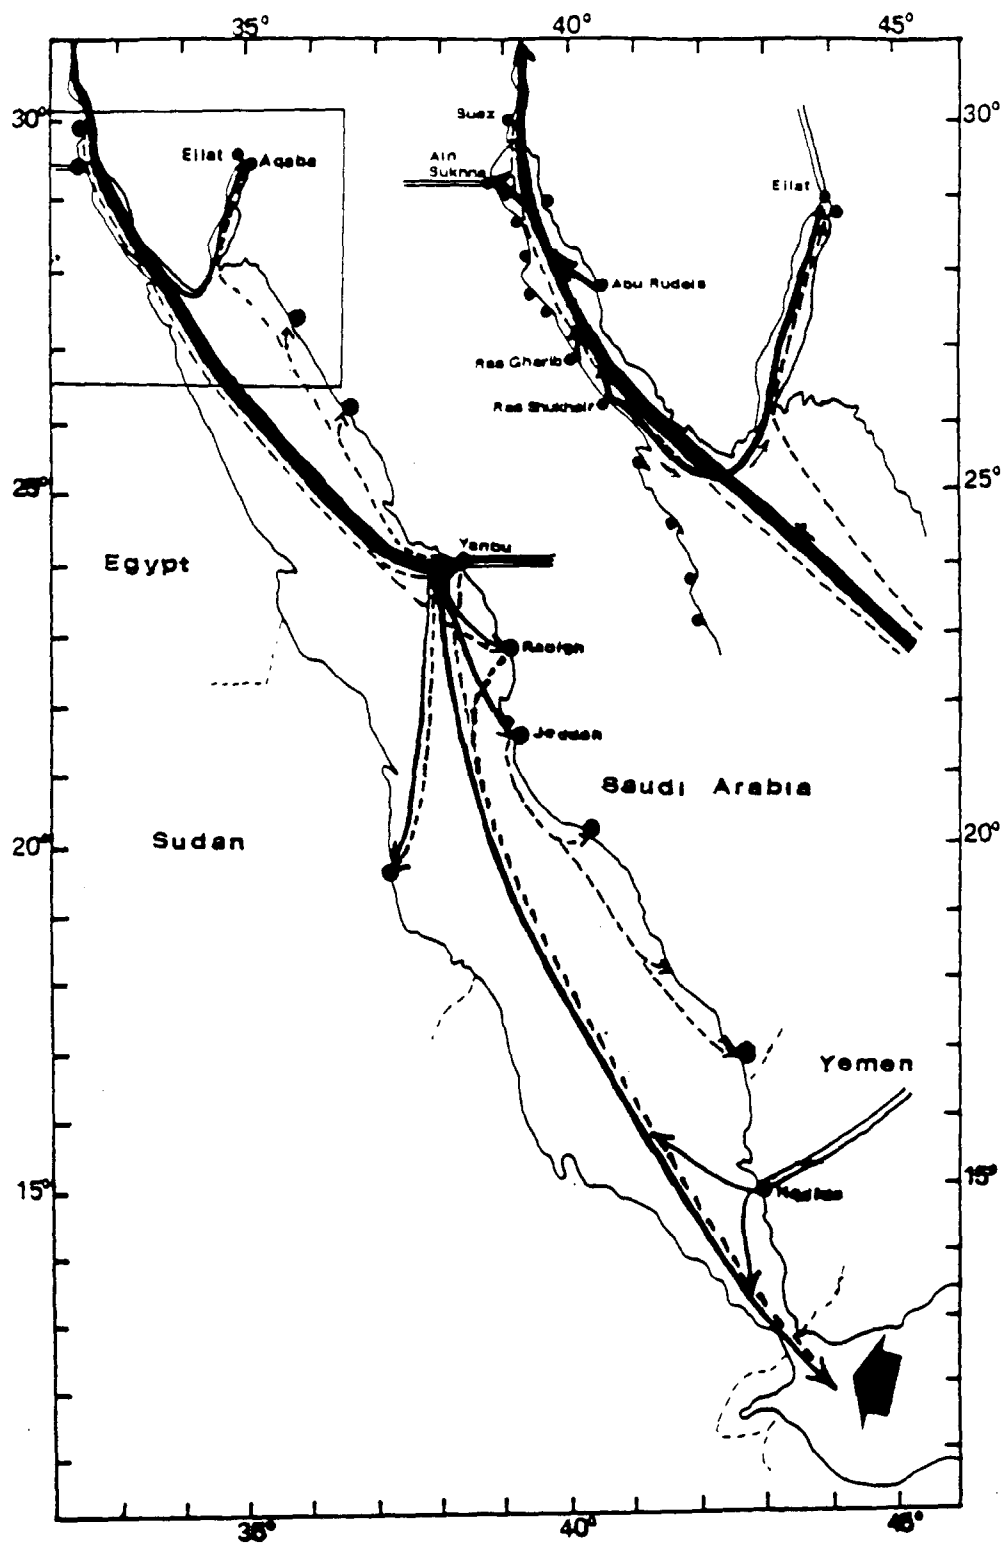 35°
40°
45°
30°
30°
Suez
Ain
Sukhna
Eilat
Aqaba
Eilat
Abu Rudeis
Ras Gharib
Ras Shukheir
25°
25°
Yanbu
Egypt
Rabigh
Jeddah
Saudi Arabia
Sudan
20°
20°
Yemen
15°
15°
35°
40°
45°